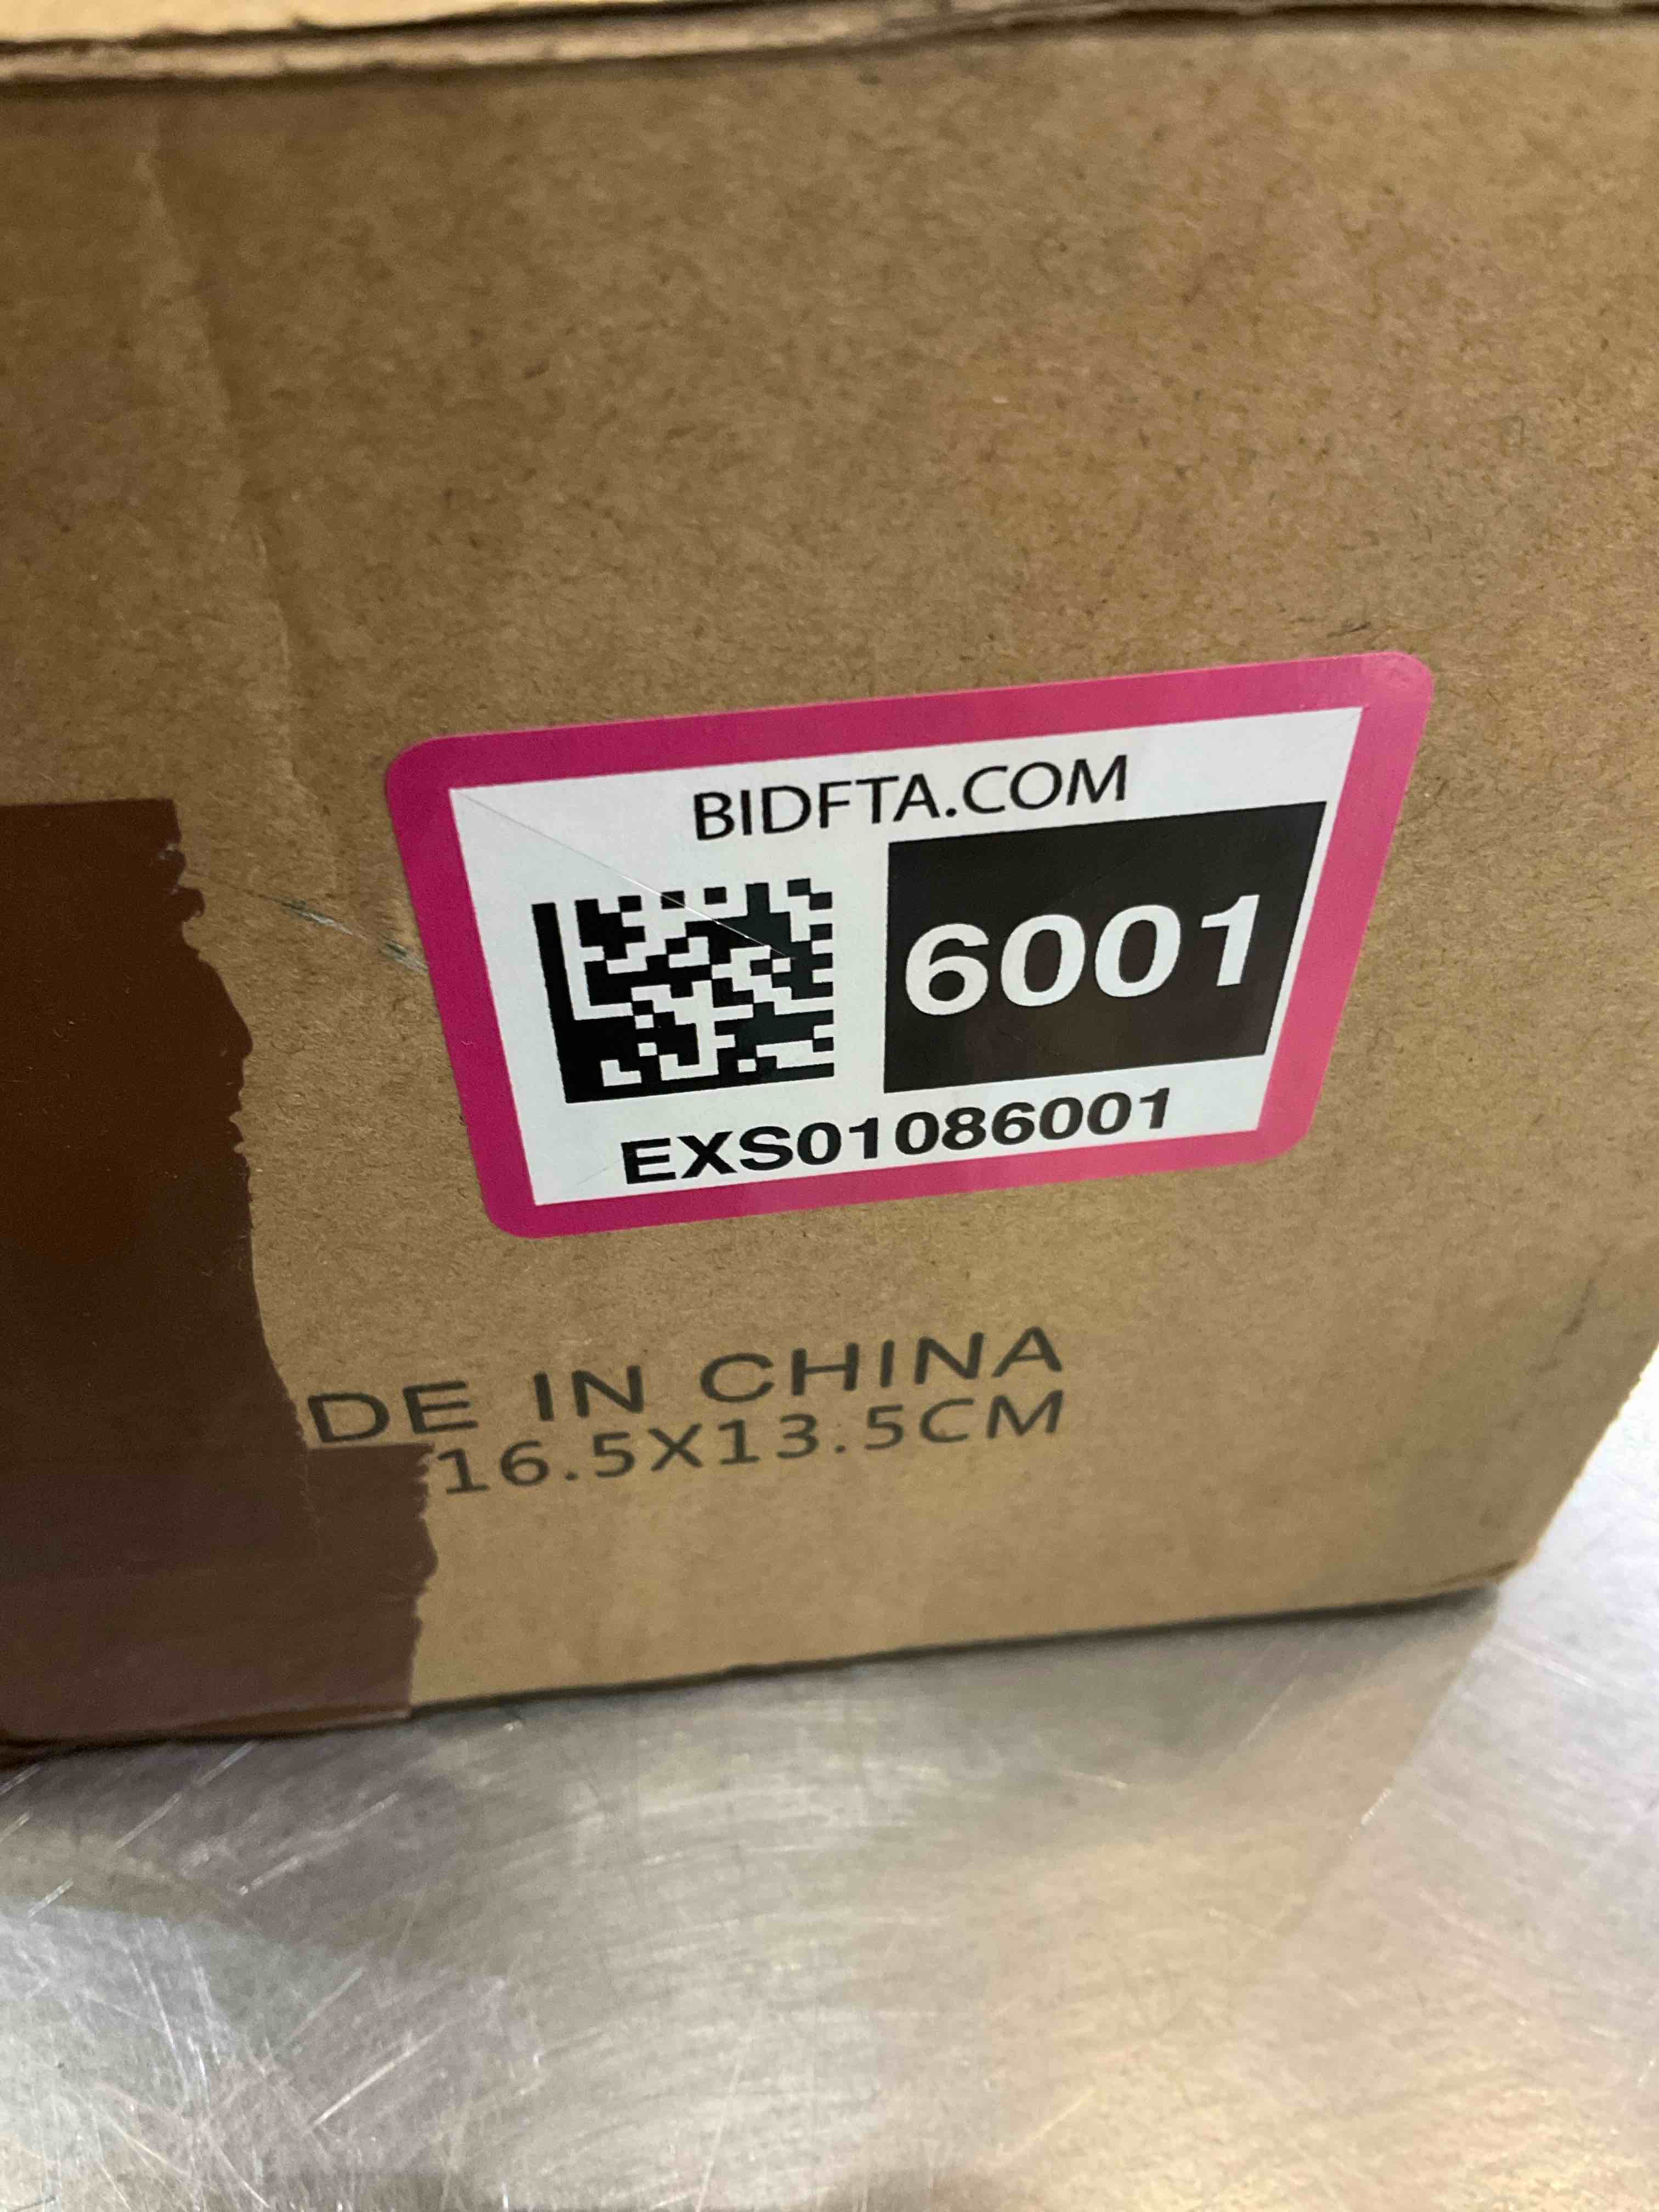 BIDFTA.COM
6001
EXS01086001
DE IN CHINA
16.5X13.5CM